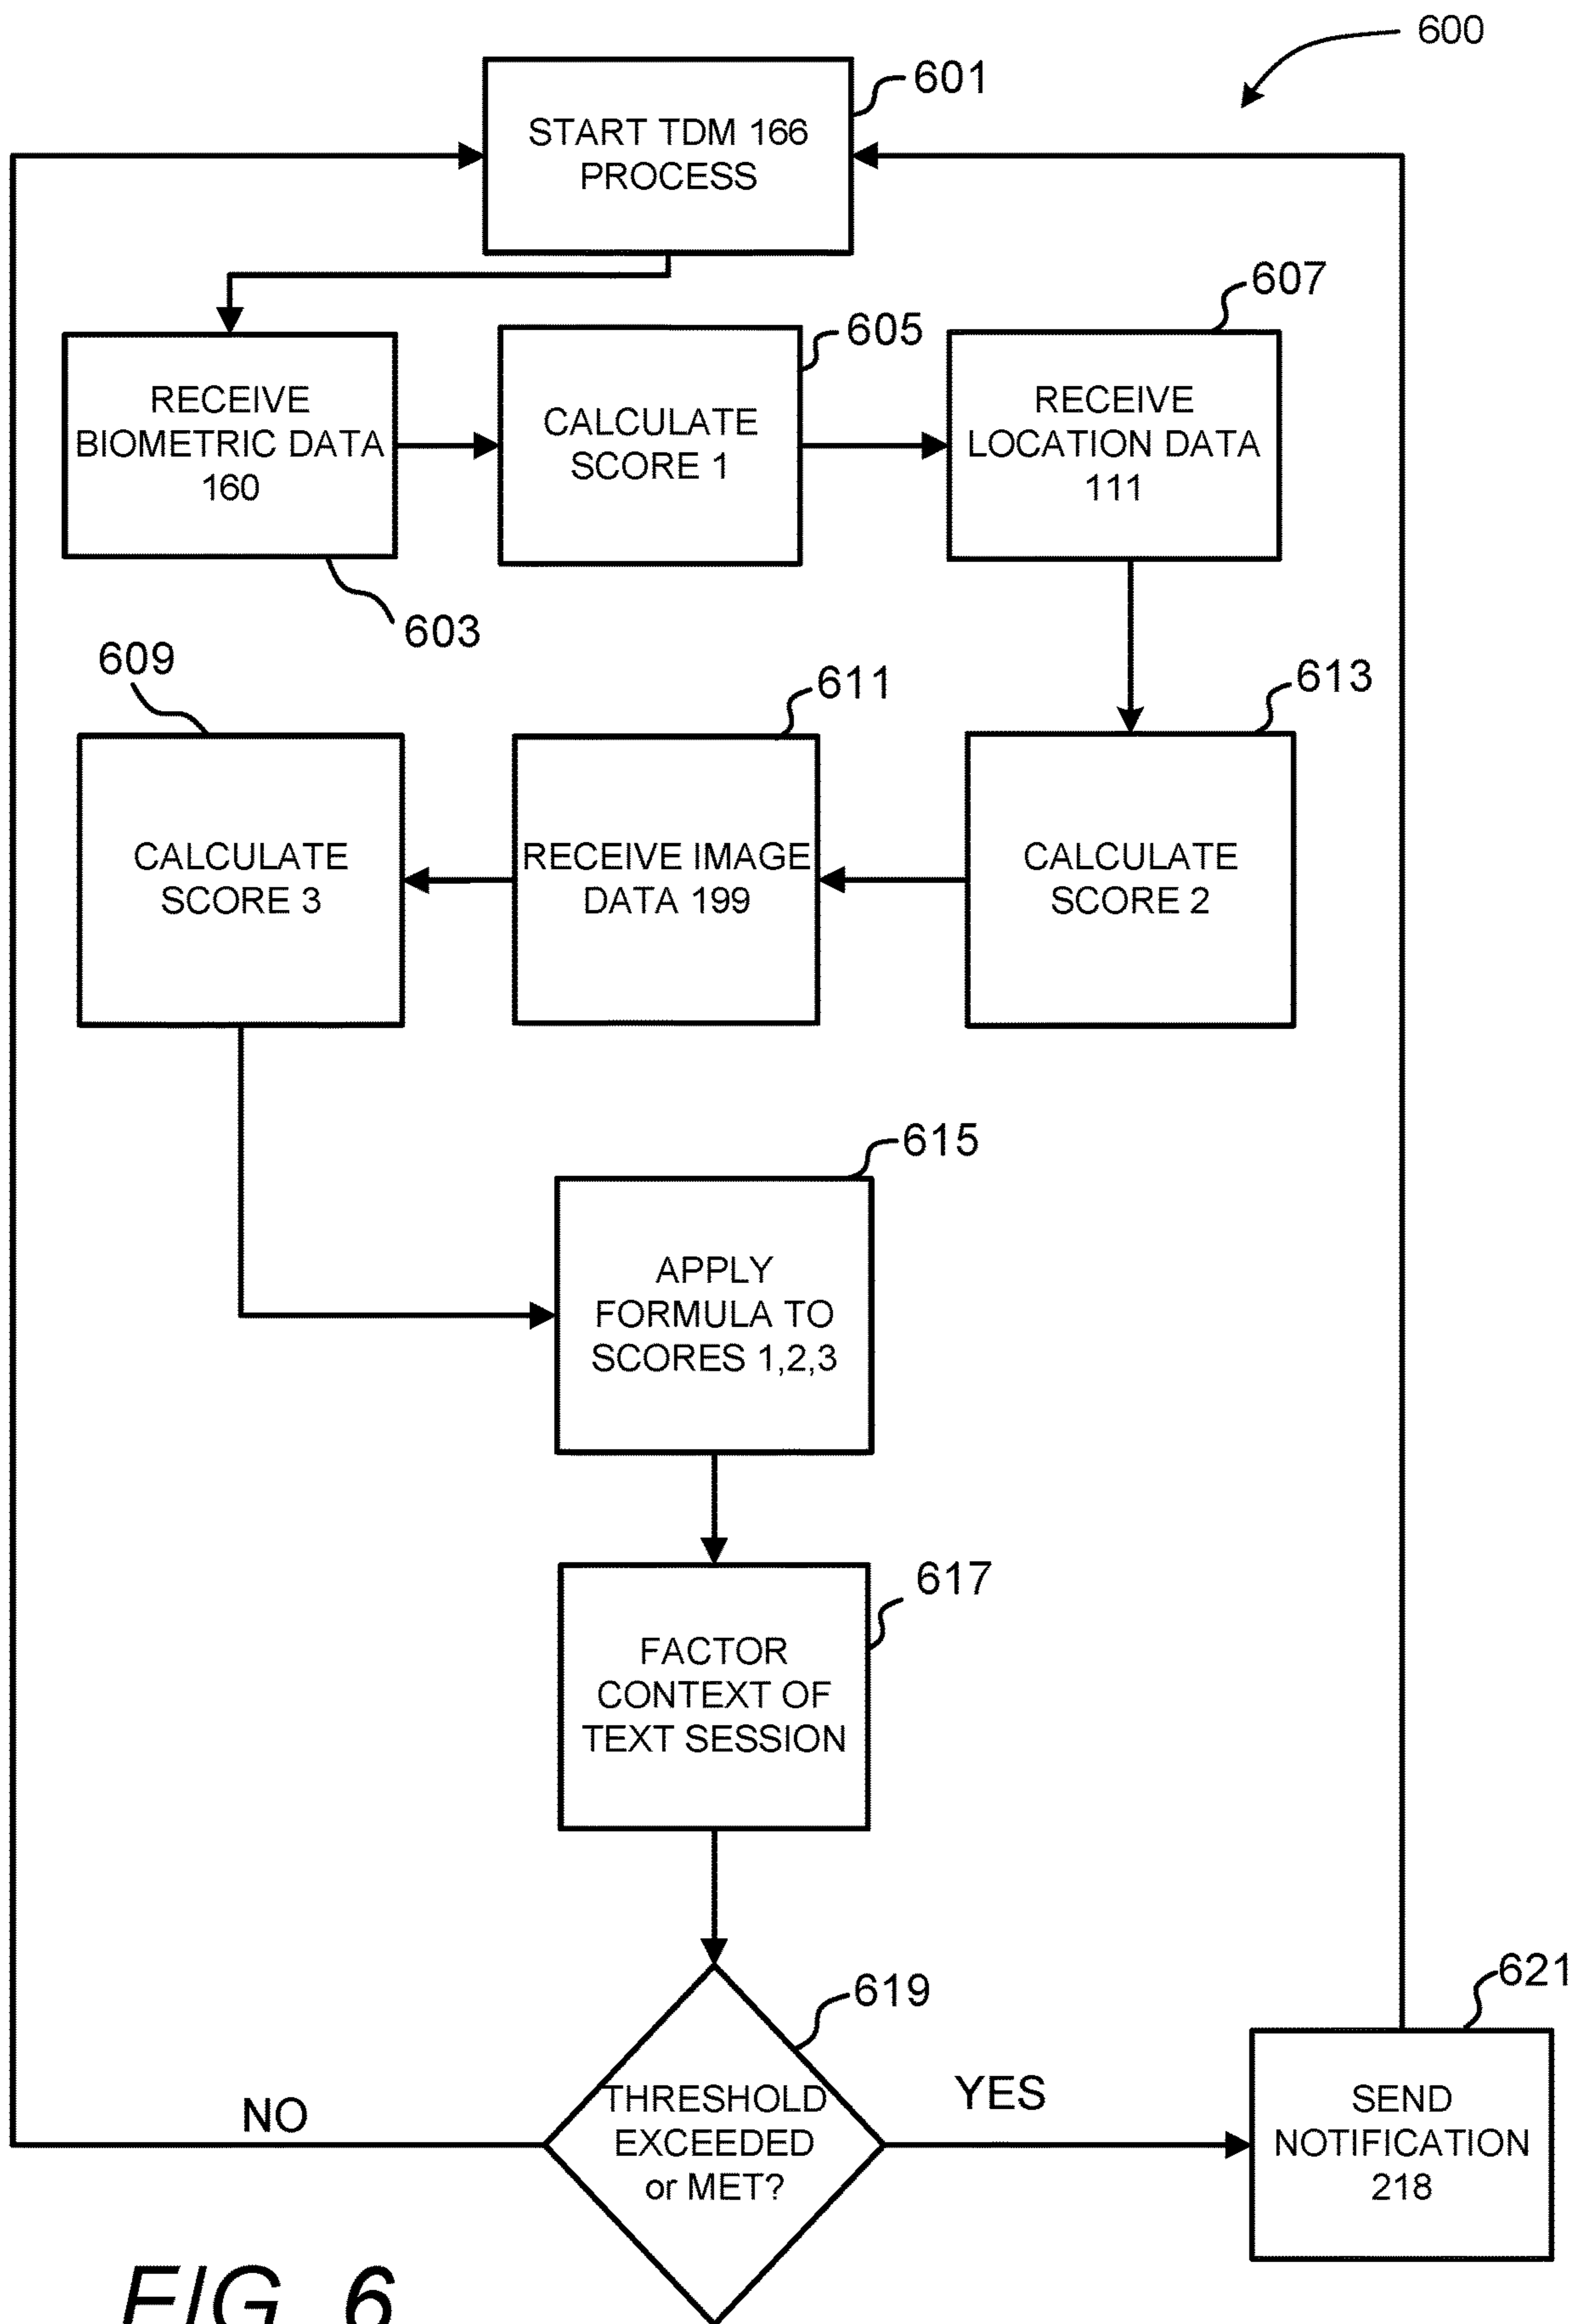 600
601
START TDM 166
PROCESS
607
605
RECEIVE
BIOMETRIC DATA
160
CALCULATE
SCORE 1
RECEIVE
LOCATION DATA
111
603
609
611
613
CALCULATE
SCORE 3
RECEIVE IMAGE
DATA 199
CALCULATE
SCORE 2
615
APPLY
FORMULA TO
SCORES 1,2,3
617
FACTOR
CONTEXT OF
TEXT SESSION
619
621
NO
THRESHOLD
EXCEEDED
or MET?
YES
SEND
NOTIFICATION
218
FIG. 6